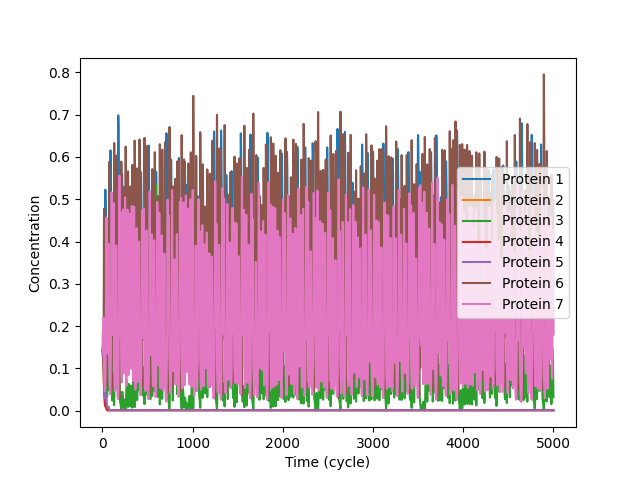 0.8
0.7
0.6
0.5
0.4
0.3
0.2
0.1
0.0
Concentration
Protein 1
Protein 2
Protein 3
Protein 4
Protein 5
Protein 6
Protein 7
0 1000 2000 3000 4000 5000
Time (cycle)